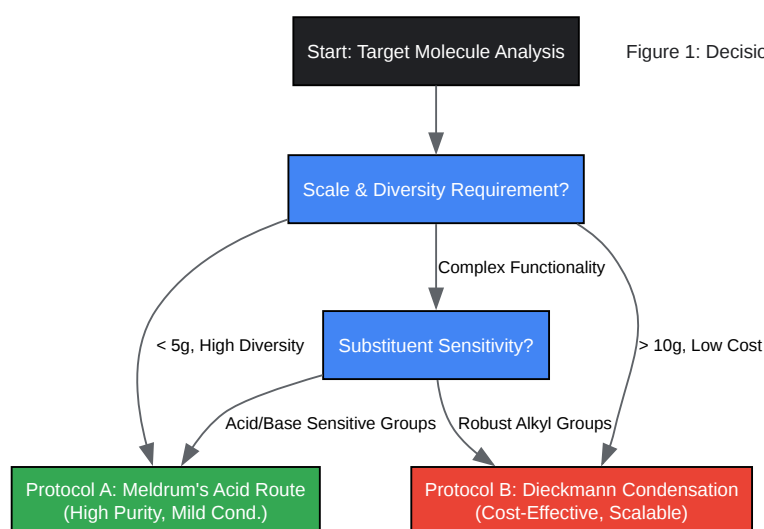 Start: Target Molecule Analysis
Figure 1: Decisio
Scale & Diversity Requirement?
Complex Functionality
< 5g, High Diversity
Substituent Sensitivity?
> 10g, Low Cost
Acid/Base Sensitive Groups
Robust Alkyl Groups
Protocol A: Meldrum's Acid Route
(High Purity, Mild Cond.)
Protocol B: Dieckmann Condensation
(Cost-Effective, Scalable)